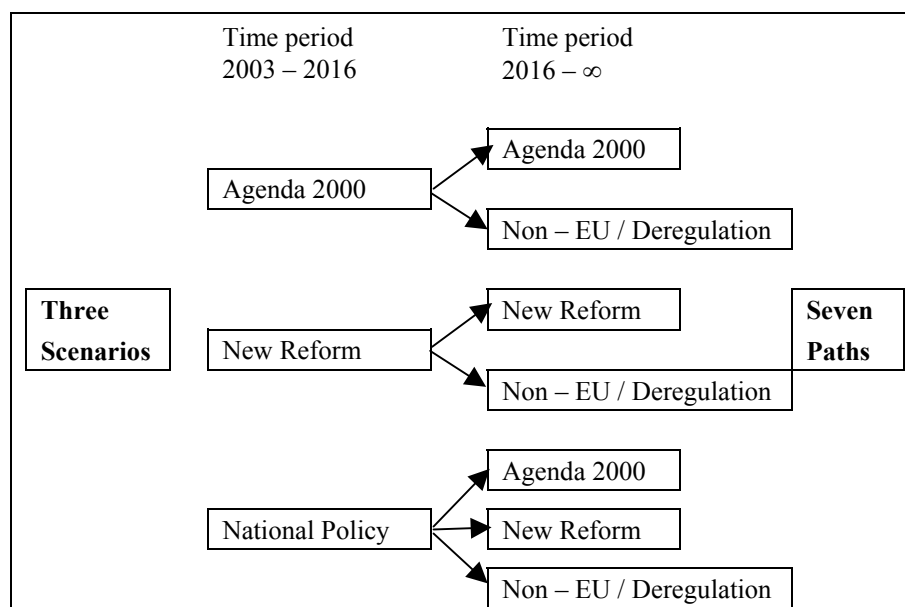 Time period
2003 – 2016
Time period
2016 – ∞
Agenda 2000
Agenda 2000
Non – EU / Deregulation
Three
Scenarios
New Reform
New Reform
Non – EU / Deregulation
Seven
Paths
National Policy
Agenda 2000
New Reform
Non – EU / Deregulation